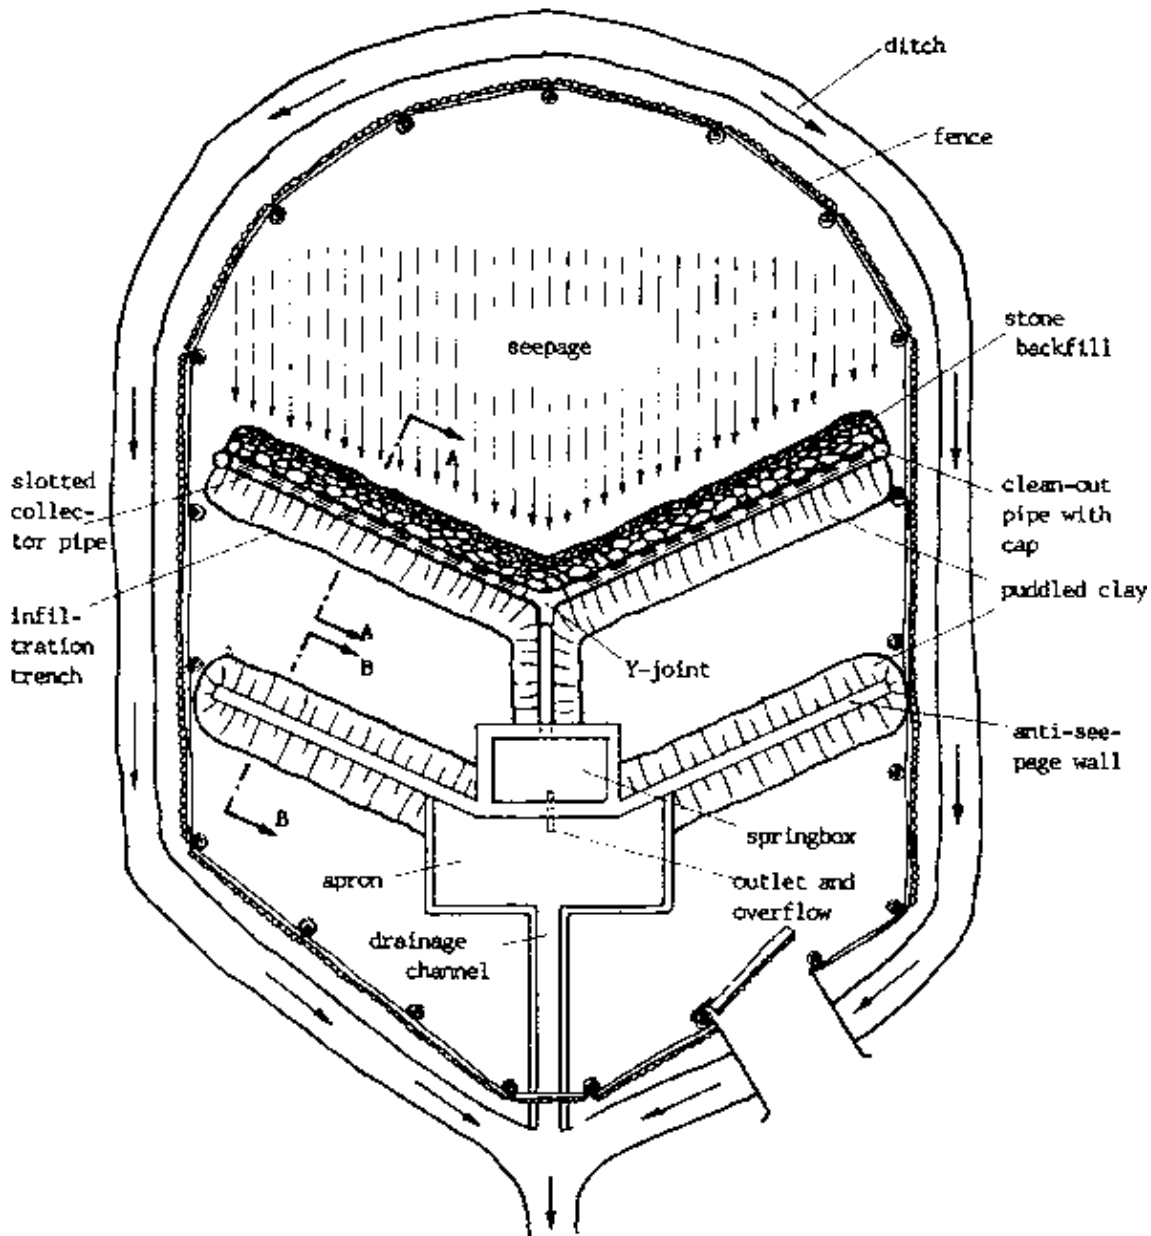 ditch
fence
stone
backfill
seepage
A
slotted
collec-
tor pipe
clean-out
pipe with
cap
puddled clay
infil-
tration
trench
A
B
Y-joint
anti-see-
page wall
B
springbox
apron
outlet and
overflow
drainage
channel